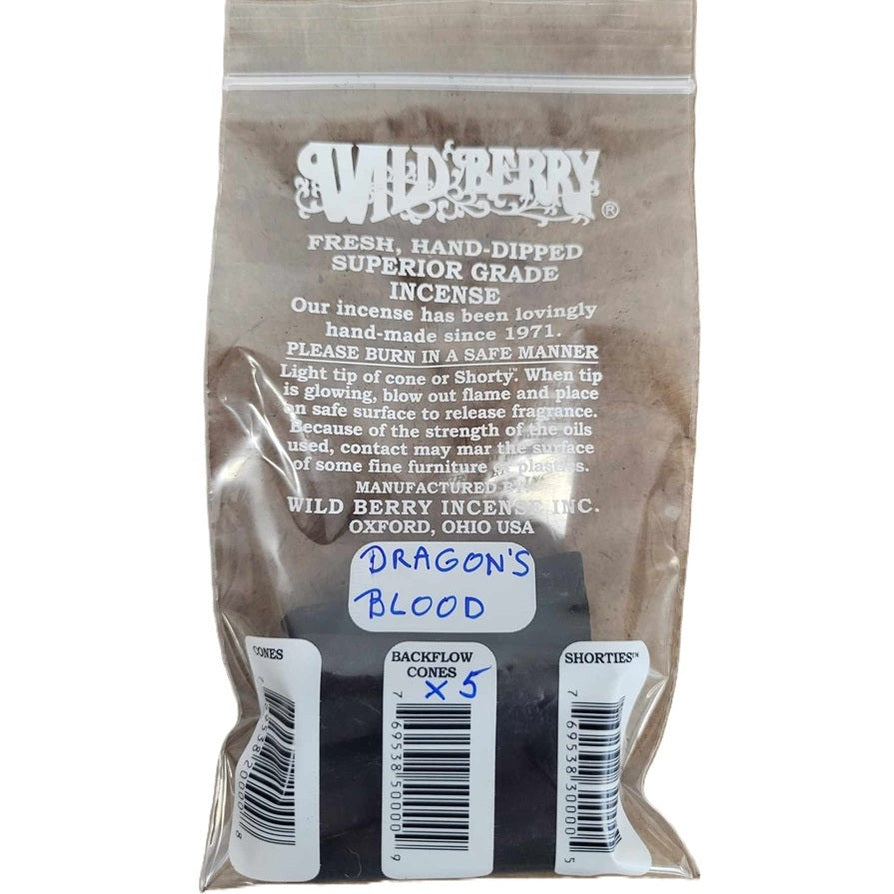 WILD BERRY®
FRESH, HAND-DIPPED
SUPERIOR GRADE
INCENSE
Our incense has been lovingly
hand-made since 1971.
PLEASE BURN IN A SAFE MANNER
Light tip of cone or Shorty™. When tip
is glowing, blow out flame and place
on safe surface to release fragrance.
Because of the strength of the oils
used, contact may mar the surface
of some fine furniture or plastics.
MANUFACTURED BY
WILD BERRY INCENSE INC.
OXFORD, OHIO USA
DRAGON'S
BLOOD
CONES
BACKFLOW
CONES
x 5
7 69538 50000 9
SHORTIES™
7 69538 30000 5